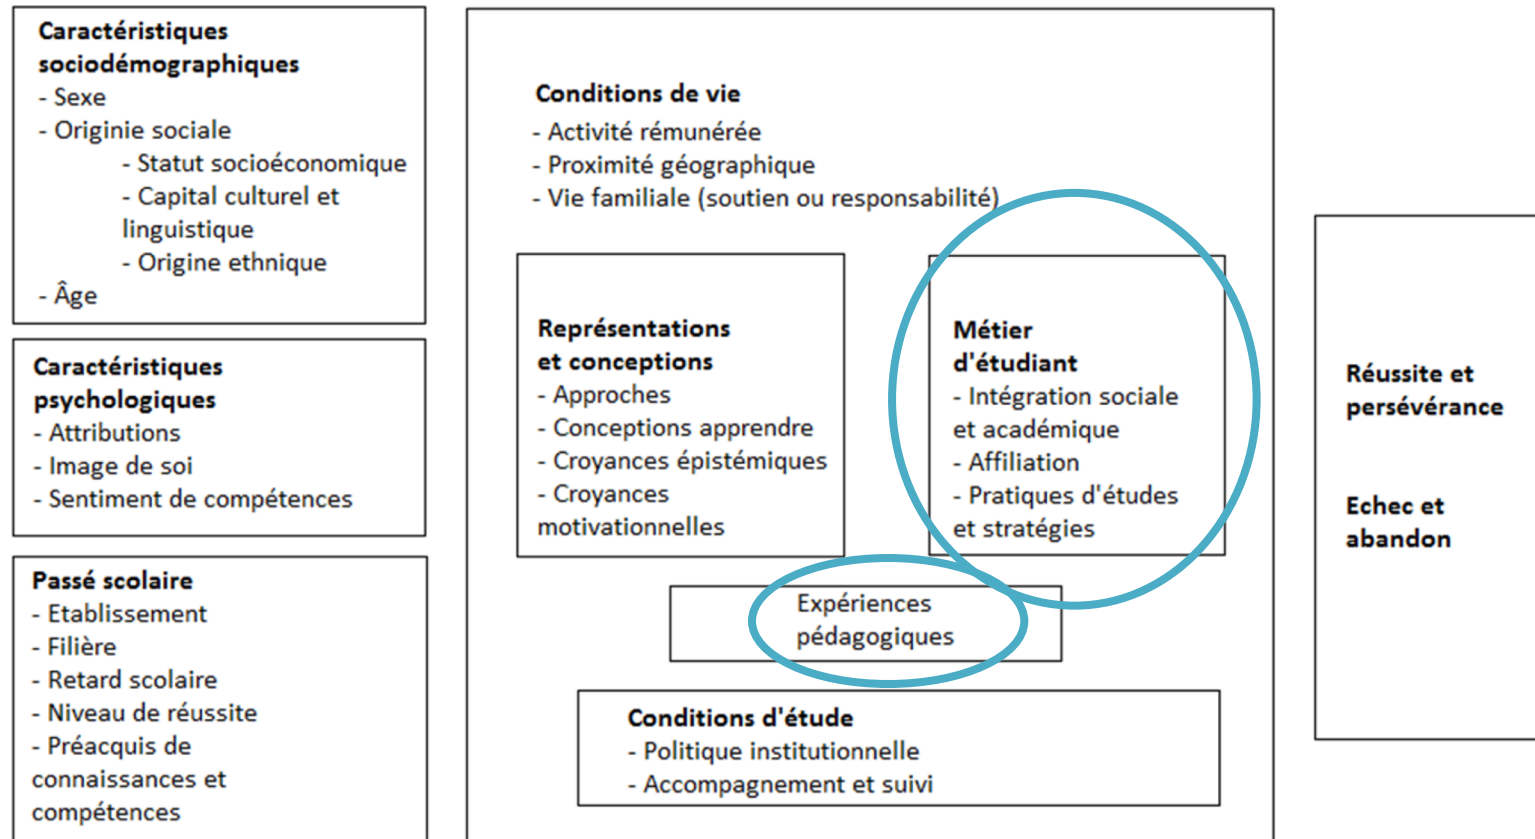 Caractéristiques
sociodémographiques
- Sexe
- Originie sociale
- Statut socioéconomique
- Capital culturel et
linguistique
- Origine ethnique
- Âge
Caractéristiques
psychologiques
- Attributions
- Image de soi
- Sentiment de compétences
Passé scolaire
- Etablissement
- Filière
- Retard scolaire
- Niveau de réussite
- Préacquis de
connaissances et
compétences
Conditions de vie
- Activité rémunérée
- Proximité géographique
- Vie familiale (soutien ou responsabilité)
Représentations
et conceptions
- Approches
- Conceptions apprendre
- Croyances épistémiques
- Croyances
motivationnelles
Métier
d'étudiant
- Intégration sociale
et académique
- Affiliation
- Pratiques d'études
et stratégies
Expériences
pédagogiques
Conditions d'étude
- Politique institutionnelle
- Accompagnement et suivi
Réussite et
persévérance
Echec et
abandon